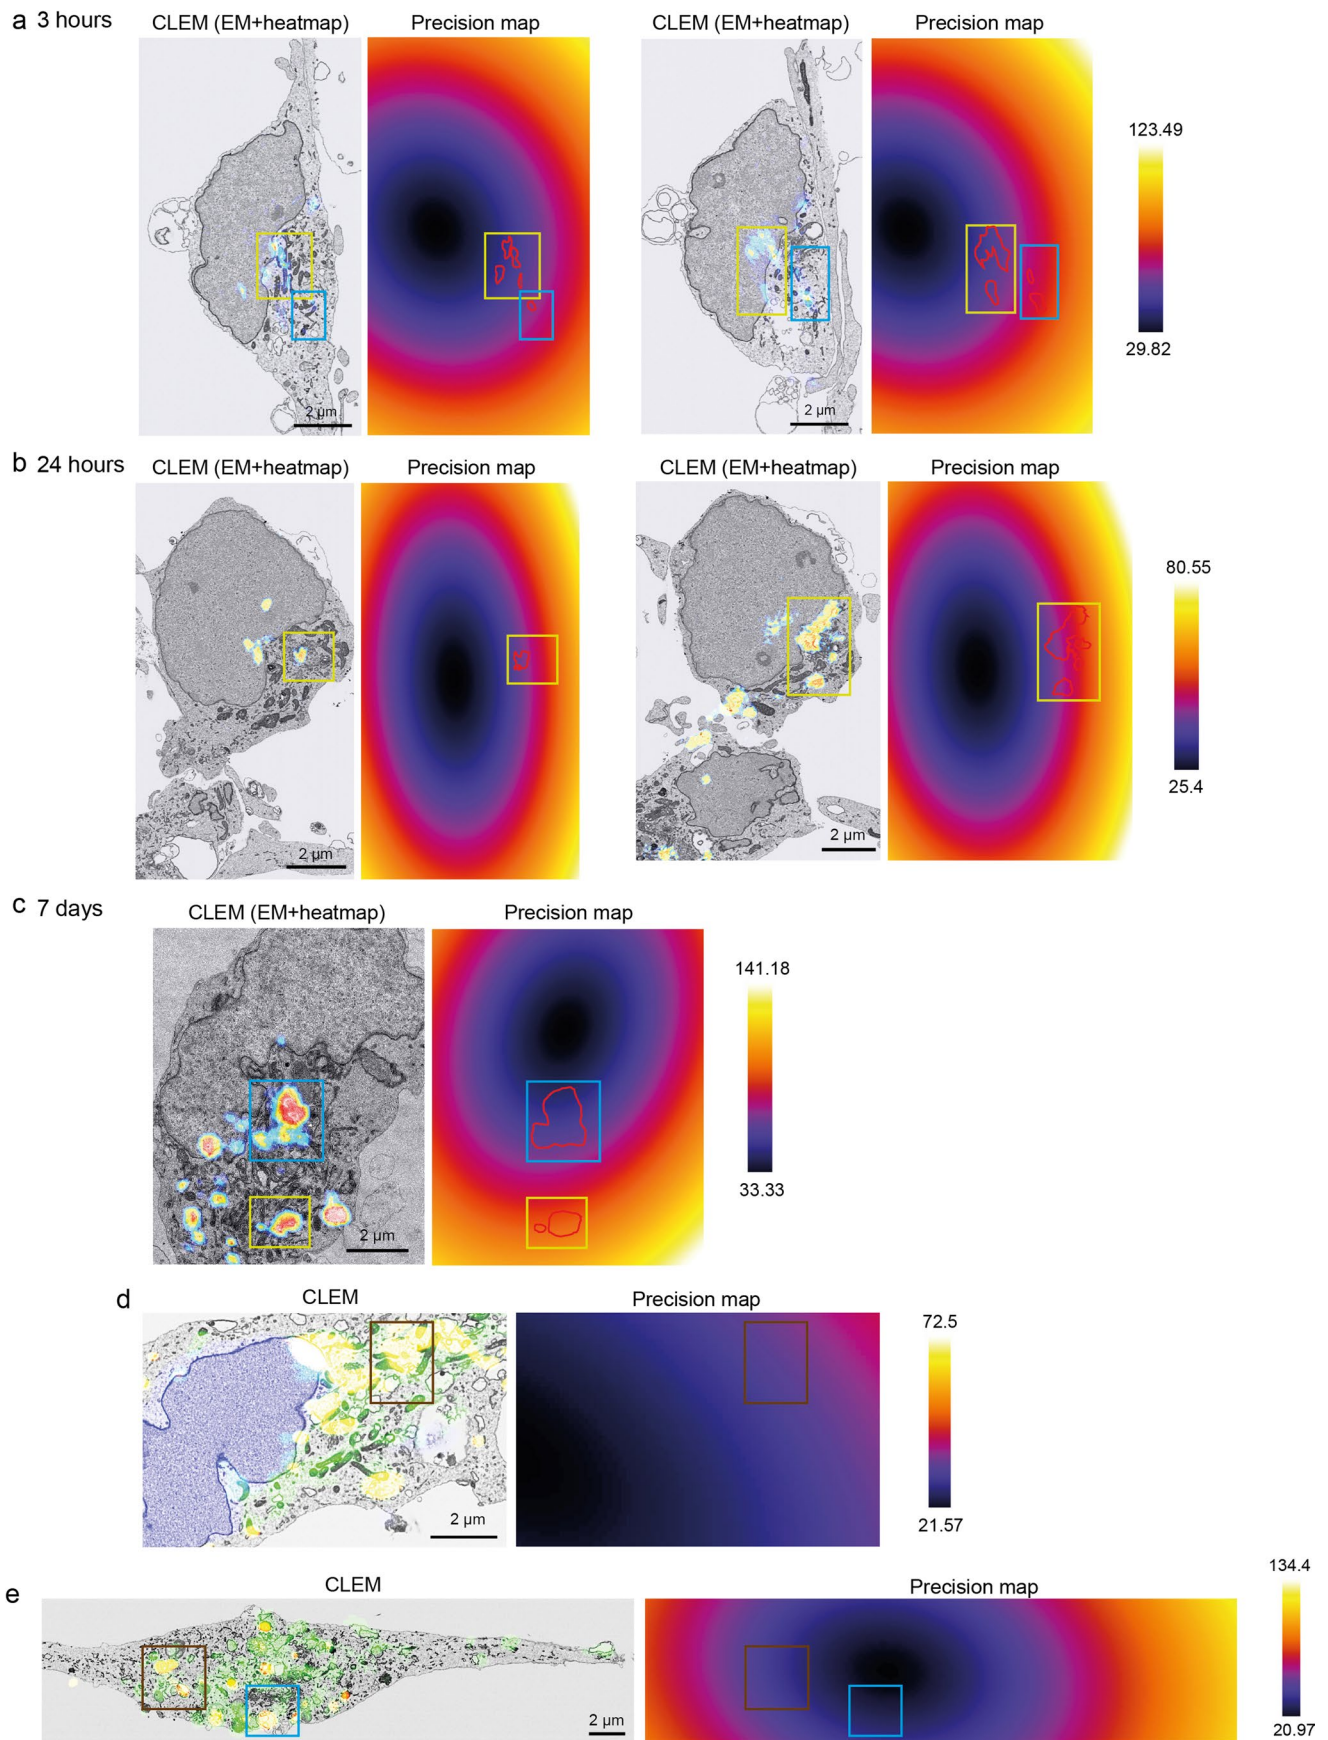 a 3 hours
CLEM (EM+heatmap) Precision map CLEM (EM+heatmap) Precision map
123.49
29.82
2 µm 2 µm
b 24 hours
CLEM (EM+heatmap) Precision map CLEM (EM+heatmap) Precision map
80.55
25.4
2 µm 2 µm
c 7 days
CLEM (EM+heatmap) Precision map
141.18
33.33
2 µm
d
CLEM Precision map
72.5
21.57
2 µm
e
CLEM Precision map
134.4
20.97
2 µm